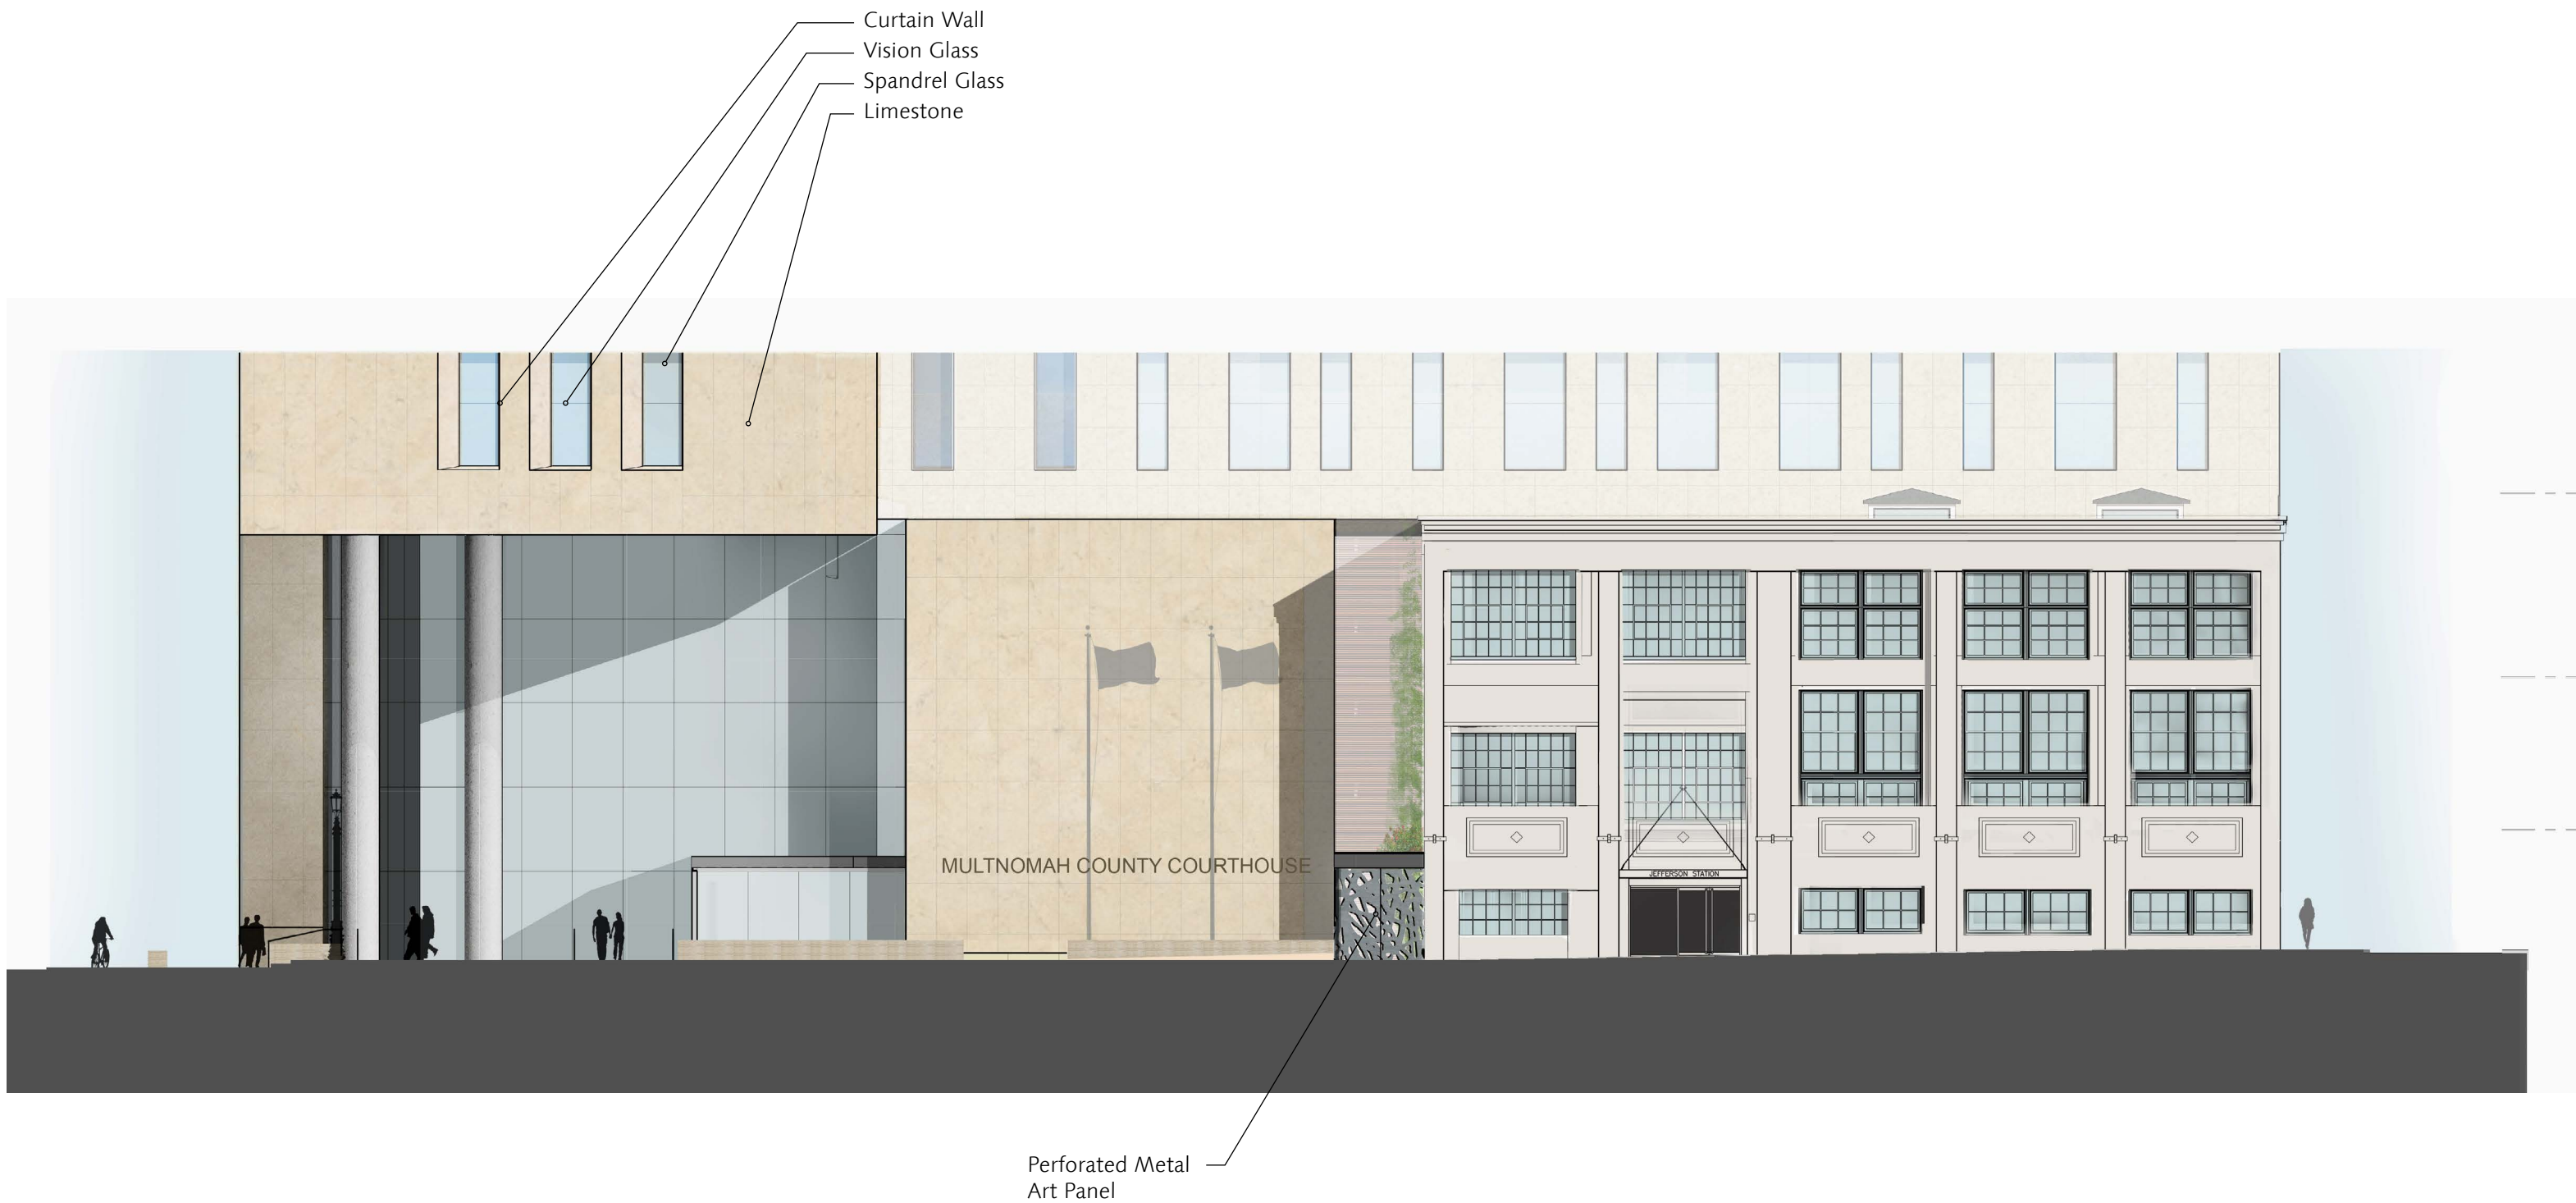 Curtain Wall
Vision Glass
Spandrel Glass
Limestone
MULTNOMAH COUNTY COURTHOUSE
JEFFERSON STATION
Perforated Metal
Art Panel